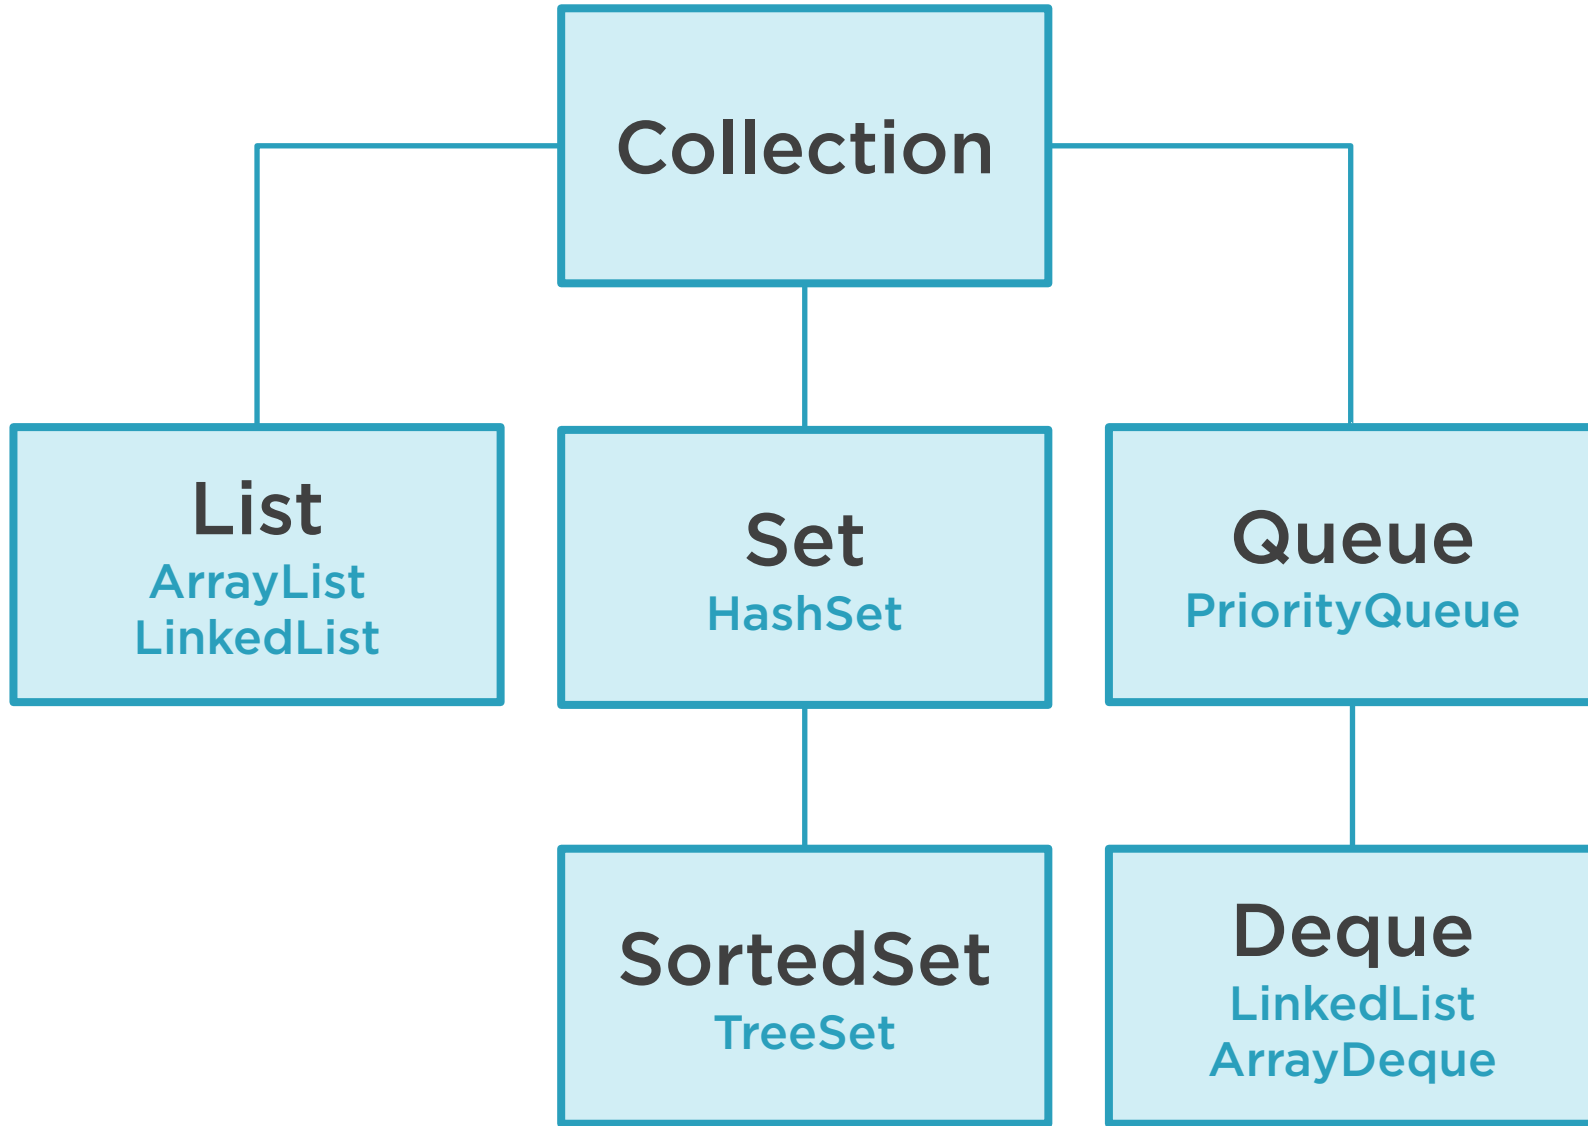 Collection
List
ArrayList
LinkedList
Set
HashSet
Queue
PriorityQueue
SortedSet
TreeSet
Deque
LinkedList
ArrayDeque